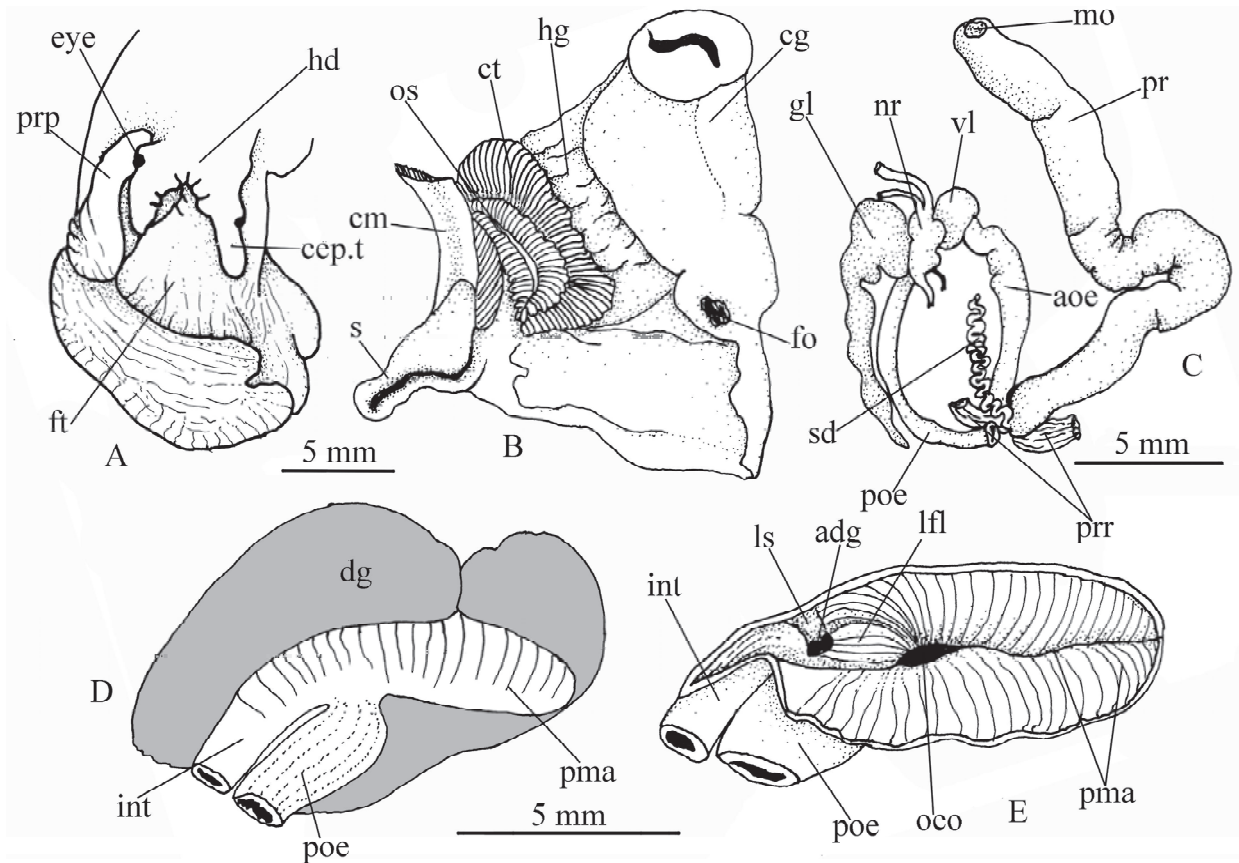 eye
hd
prp
cep.t
ft
A
5 mm
hg
cg
ct
os
cm
s
fo
B
mo
pr
gl
nr
vl
aoe
sd
poe
prr
C
5 mm
dg
D
int
poe
pma
5 mm
ls
adg
lfl
int
poe
oco
pma
E